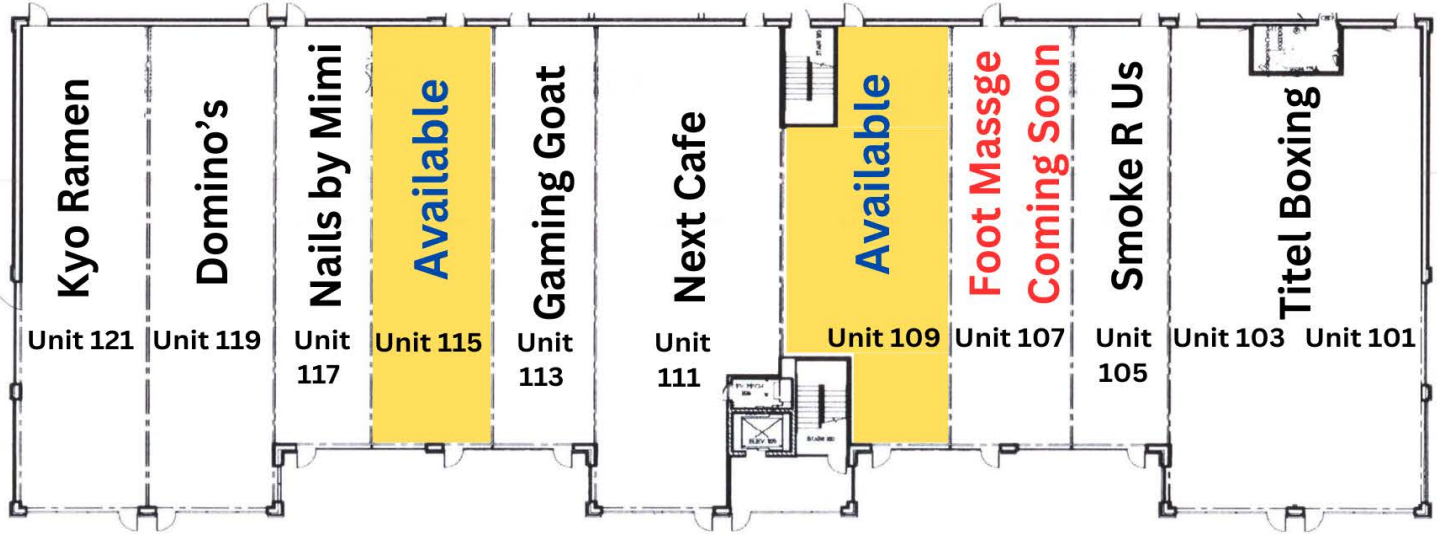 Kyo Ramen
Unit 121
Domino's
Unit 119
Nails by Mimi
Unit
117
Available
Unit 115
Gaming Goat
Unit
113
Next Cafe
Unit
111
Available
Unit 109
Foot Massge
Coming Soon
Unit 107
Smoke R Us
Unit
105
Titel Boxing
Unit 103
Unit 101